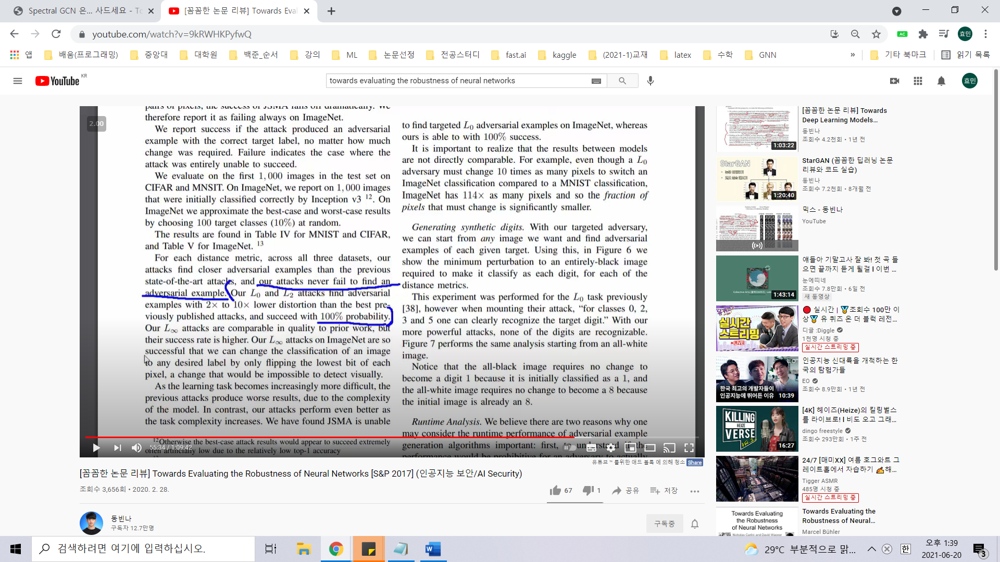 Spectral GCN 은... 사드세요 - To
[꼼꼼한 논문 리뷰] Towards Eval
youtube.com/watch?v=9kRWHKPyfwQ
AC
효민
앱
배움(프로그래밍)
중앙대
대학원
백준_순서
강의
ML
논문선정
전공스터디
fast.ai
kaggle
(2021-1)교재
latex
수학
GNN
»
기타 북마크
읽기 목록
YouTube KR
towards evaluating the robustness of neural networks
효민
2.00
pairs of pixels, the success of JSMA falls off dramatically. We
therefore report it as failing always on ImageNet.
We report success if the attack produced an adversarial
example with the correct target label, no matter how much
change was required. Failure indicates the case where the
attack was entirely unable to succeed.
We evaluate on the first 1,000 images in the test set on
CIFAR and MNSIT. On ImageNet, we report on 1,000 images
that were initially classified correctly by Inception v3 12. On
ImageNet we approximate the best-case and worst-case results
by choosing 100 target classes (10%) at random.
The results are found in Table IV for MNIST and CIFAR,
and Table V for ImageNet. 13
For each distance metric, across all three datasets, our
attacks find closer adversarial examples than the previous
state-of-the-art attacks, and our attacks never fail to find an
adversarial example. Our L0 and L2 attacks find adversarial
examples with 2× to 10× lower distortion than the best pre-
viously published attacks, and succeed with 100% probability.
Our L∞ attacks are comparable in quality to prior work, but
their success rate is higher. Our L∞ attacks on ImageNet are so
successful that we can change the classification of an image
to any desired label by only flipping the lowest bit of each
pixel, a change that would be impossible to detect visually.
As the learning task becomes increasingly more difficult, the
previous attacks produce worse results, due to the complexity
of the model. In contrast, our attacks perform even better as
the task complexity increases. We have found JSMA is unable
12Otherwise the best-case attack results would appear to succeed extremely
often artificially low due to the relatively low top-1 accuracy
to find targeted L0 adversarial examples on ImageNet, whereas
ours is able to with 100% success.
It is important to realize that the results between models
are not directly comparable. For example, even though a L0
adversary must change 10 times as many pixels to switch an
ImageNet classification compared to a MNIST classification,
ImageNet has 114× as many pixels and so the fraction of
pixels that must change is significantly smaller.
Generating synthetic digits. With our targeted adversary,
we can start from any image we want and find adversarial
examples of each given target. Using this, in Figure 6 we
show the minimum perturbation to an entirely-black image
required to make it classify as each digit, for each of the
distance metrics.
This experiment was performed for the L0 task previously
[38], however when mounting their attack, “for classes 0, 2,
3 and 5 one can clearly recognize the target digit.” With our
more powerful attacks, none of the digits are recognizable.
Figure 7 performs the same analysis starting from an all-white
image.
Notice that the all-black image requires no change to
become a digit 1 because it is initially classified as a 1, and
the all-white image requires no change to become a 8 because
the initial image is already an 8.
Runtime Analysis. We believe there are two reasons why one
may consider the runtime performance of adversarial example
generation algorithms important: first, to understand if the
performance would be prohibitive for an adversary to actually
55:34 / 1:09:42
유튜브™ 를위한 애드 블록 에 의해 청소 Share
[꼼꼼한 논문 리뷰] Towards Evaluating the Robustness of Neural Networks [S&P 2017] (인공지능 보안/AI Security)
조회수 3,656회 • 2020. 2. 28.
67
1
공유
저장
동빈나
구독자 12.7만명
구독중
[꼼꼼한 논문 리뷰] Towards
Deep Learning Models...
동빈나
조회수 4.2천회 • 1년 전
1:03:22
StarGAN
StarGAN (꼼꼼한 딥러닝 논문
리뷰와 코드 실습)
동빈나
조회수 7.2천회 • 8개월 전
1:20:40
믹스 - 동빈나
YouTube
얘들아 기말고사 잘 봐! 첫 곡 들
으면 끝까지 듣게 될걸 l 이번 ...
눈에띠네
조회수 7.8만회 • 6일 전
새 동영상
1:43:14
유퀴즈
실시간
스트리밍
LIVE
🔴 실시간 | 🏅조회수 100만 이
상🏅 유 퀴즈 온 더 블럭 레전...
디글 :Diggle
1천명 시청 중
실시간 스트리밍 중
EO
한국 최고의 개발자들이
인공지능에 뛰어든 이유
10:39
인공지능 신대륙을 개척하는 한
국의 탐험가들
EO
조회수 8.9만회 • 1년 전
KILLING
HEIZE
VERSE
Vol.2
16:27
[4K] 헤이즈(Heize)의 킬링벌스
를 라이브로! l 비도 오고 그래...
dingo freestyle
조회수 293만회 • 1주 전
24/7 [매미XX] 여름 호그와트 그
레이트홀에서 자습하기 ✍해...
Tigger ASMR
485명 시청 중
실시간 스트리밍 중
Towards Evaluating
the Robustness
of Neural Networks
Nicholas Carlini and David Wagner
Towards Evaluating the
Robustness of Neural...
Marcel Bühler
검색하려면 여기에 입력하십시오.
29°C 부분적으로 맑...
한
오후 1:39
2021-06-20
3